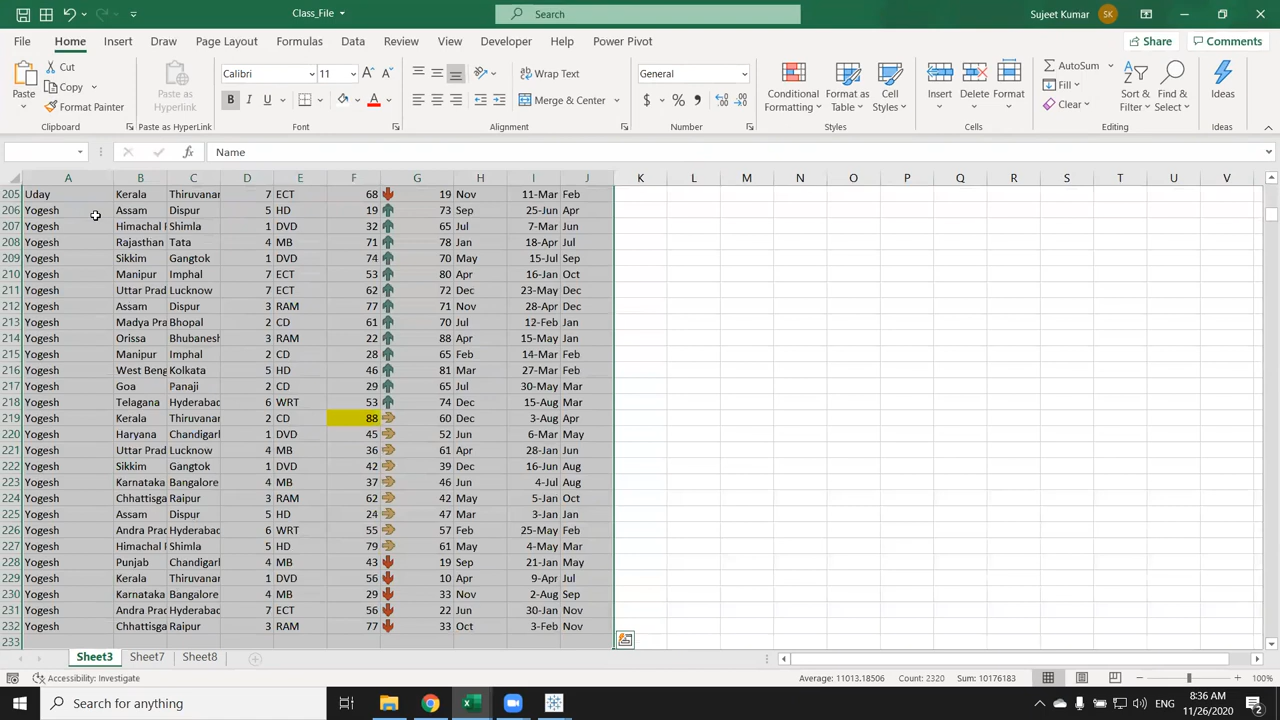 Class_File
Search
Sujeet Kumar
SK
File Home Insert Draw Page Layout Formulas Data Review View Developer Help Power Pivot
Share
Comments
Paste
Cut
Copy
Format Painter
Clipboard
Paste as
HyperLink
Paste as HyperLink
Calibri
11
B I U
Font
Wrap Text
Merge & Center
Alignment
General
$ % ,
Number
Conditional
Formatting
Format as
Table
Cell
Styles
Styles
Insert
Delete
Format
Cells
AutoSum
Fill
Clear
Sort &
Filter
Find &
Select
Editing
Ideas
Ideas
fx Name
A B C D E F G H I J K L M N O P Q R S T U V
205 Uday Kerala Thiruvanar 7 ECT 68 19 Nov 11-Mar Feb
206 Yogesh Assam Dispur 5 HD 19 73 Sep 25-Jun Apr
207 Yogesh Himachal P Shimla 1 DVD 32 65 Jul 7-Mar Jun
208 Yogesh Rajasthan Tata 4 MB 71 78 Jan 18-Apr Jul
209 Yogesh Sikkim Gangtok 1 DVD 74 70 May 15-Jul Sep
210 Yogesh Manipur Imphal 7 ECT 53 80 Apr 16-Jan Oct
211 Yogesh Uttar Prad Lucknow 7 ECT 62 72 Dec 23-May Dec
212 Yogesh Assam Dispur 3 RAM 77 71 Nov 28-Apr Dec
213 Yogesh Madya Pra Bhopal 2 CD 61 70 Jul 12-Feb Jan
214 Yogesh Orissa Bhubanesh 3 RAM 22 88 Apr 15-May Jan
215 Yogesh Manipur Imphal 2 CD 28 65 Feb 14-Mar Feb
216 Yogesh West Beng Kolkata 5 HD 46 81 Mar 27-Mar Feb
217 Yogesh Goa Panaji 2 CD 29 65 Jul 30-May Mar
218 Yogesh Telagana Hyderabad 6 WRT 53 74 Dec 15-Aug Mar
219 Yogesh Kerala Thiruvanar 2 CD 88 60 Dec 3-Aug Apr
220 Yogesh Haryana Chandigarl 1 DVD 45 52 Jun 6-Mar May
221 Yogesh Uttar Prad Lucknow 4 MB 36 61 Apr 28-Jan Jun
222 Yogesh Sikkim Gangtok 1 DVD 42 39 Dec 16-Jun Aug
223 Yogesh Karnataka Bangalore 4 MB 37 46 Jun 4-Jul Aug
224 Yogesh Chhattisga Raipur 3 RAM 62 42 May 5-Jan Oct
225 Yogesh Assam Dispur 5 HD 24 47 Mar 3-Jan Jan
226 Yogesh Andra Prac Hyderabad 6 WRT 55 57 Feb 25-May Feb
227 Yogesh Himachal P Shimla 5 HD 79 61 May 4-May Mar
228 Yogesh Punjab Chandigarl 4 MB 43 19 Sep 21-Jan May
229 Yogesh Kerala Thiruvanar 1 DVD 56 10 Apr 9-Apr Jul
230 Yogesh Karnataka Bangalore 4 MB 29 33 Nov 2-Aug Sep
231 Yogesh Andra Prac Hyderabad 7 ECT 56 22 Jun 30-Jan Nov
232 Yogesh Chhattisga Raipur 3 RAM 77 33 Oct 3-Feb Nov
233
Sheet3 Sheet7 Sheet8
Accessibility: Investigate
Average: 11013.18506 Count: 2320 Sum: 10176183
100%
Search for anything
8:36 AM
11/26/2020
2